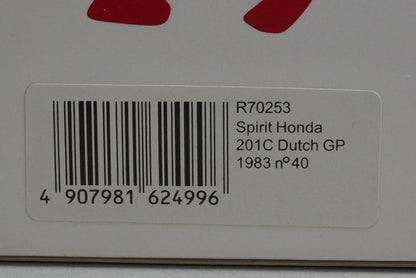 R70253
Spirit Honda
201C Dutch GP
1983 nº40
4 907981 624996